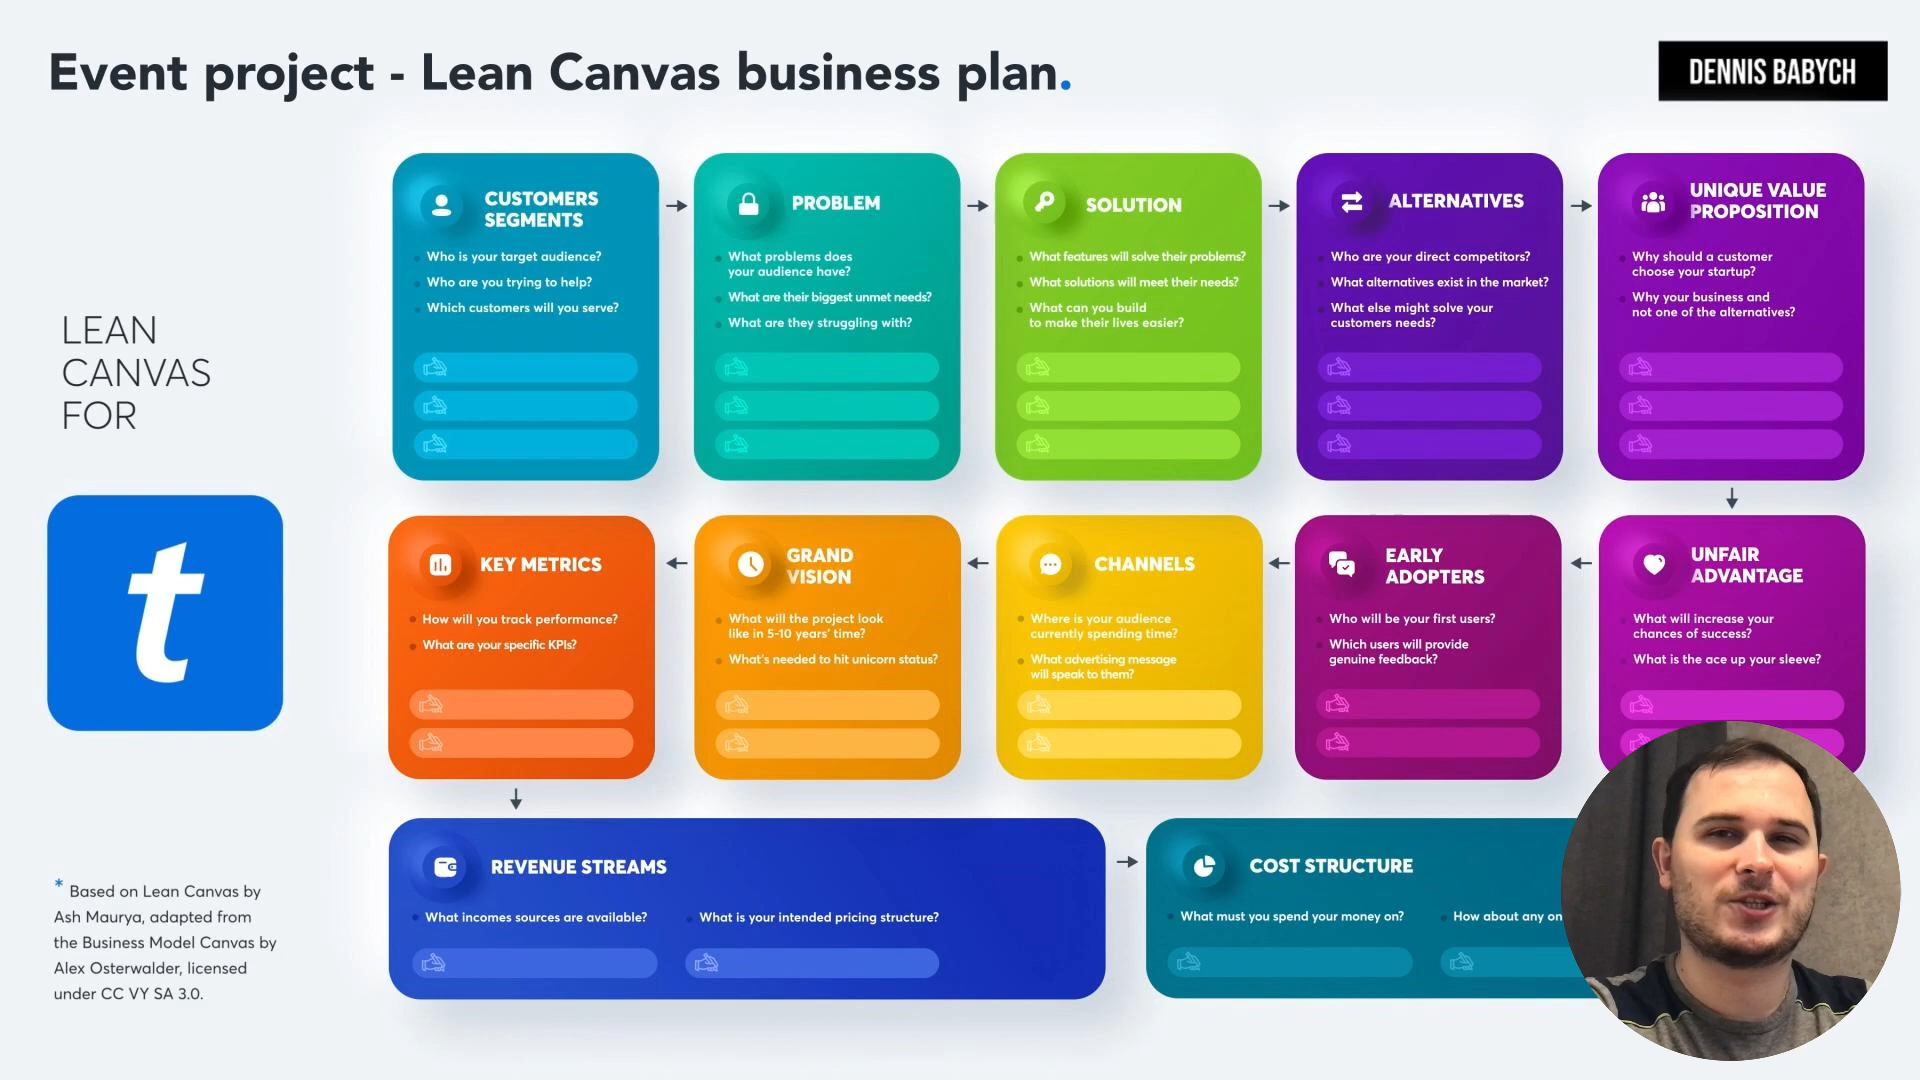 Event project - Lean Canvas business plan.
DENNIS BABYCH
LEAN
CANVAS
FOR
t
* Based on Lean Canvas by
Ash Maurya, adapted from
the Business Model Canvas by
Alex Osterwalder, licensed
under CC VY SA 3.0.
CUSTOMERS
SEGMENTS
Who is your target audience?
Who are you trying to help?
Which customers will you serve?
PROBLEM
What problems does
your audience have?
What are their biggest unmet needs?
What are they struggling with?
SOLUTION
What features will solve their problems?
What solutions will meet their needs?
What can you build
to make their lives easier?
ALTERNATIVES
Who are your direct competitors?
What alternatives exist in the market?
What else might solve your
customers needs?
UNIQUE VALUE
PROPOSITION
Why should a customer
choose your startup?
Why your business and
not one of the alternatives?
KEY METRICS
How will you track performance?
What are your specific KPIs?
GRAND
VISION
What will the project look
like in 5-10 years' time?
What's needed to hit unicorn status?
CHANNELS
Where is your audience
currently spending time?
What advertising message
will speak to them?
EARLY
ADOPTERS
Who will be your first users?
Which users will provide
genuine feedback?
UNFAIR
ADVANTAGE
What will increase your
chances of success?
What is the ace up your sleeve?
REVENUE STREAMS
What incomes sources are available?
What is your intended pricing structure?
COST STRUCTURE
What must you spend your money on?
How about any on